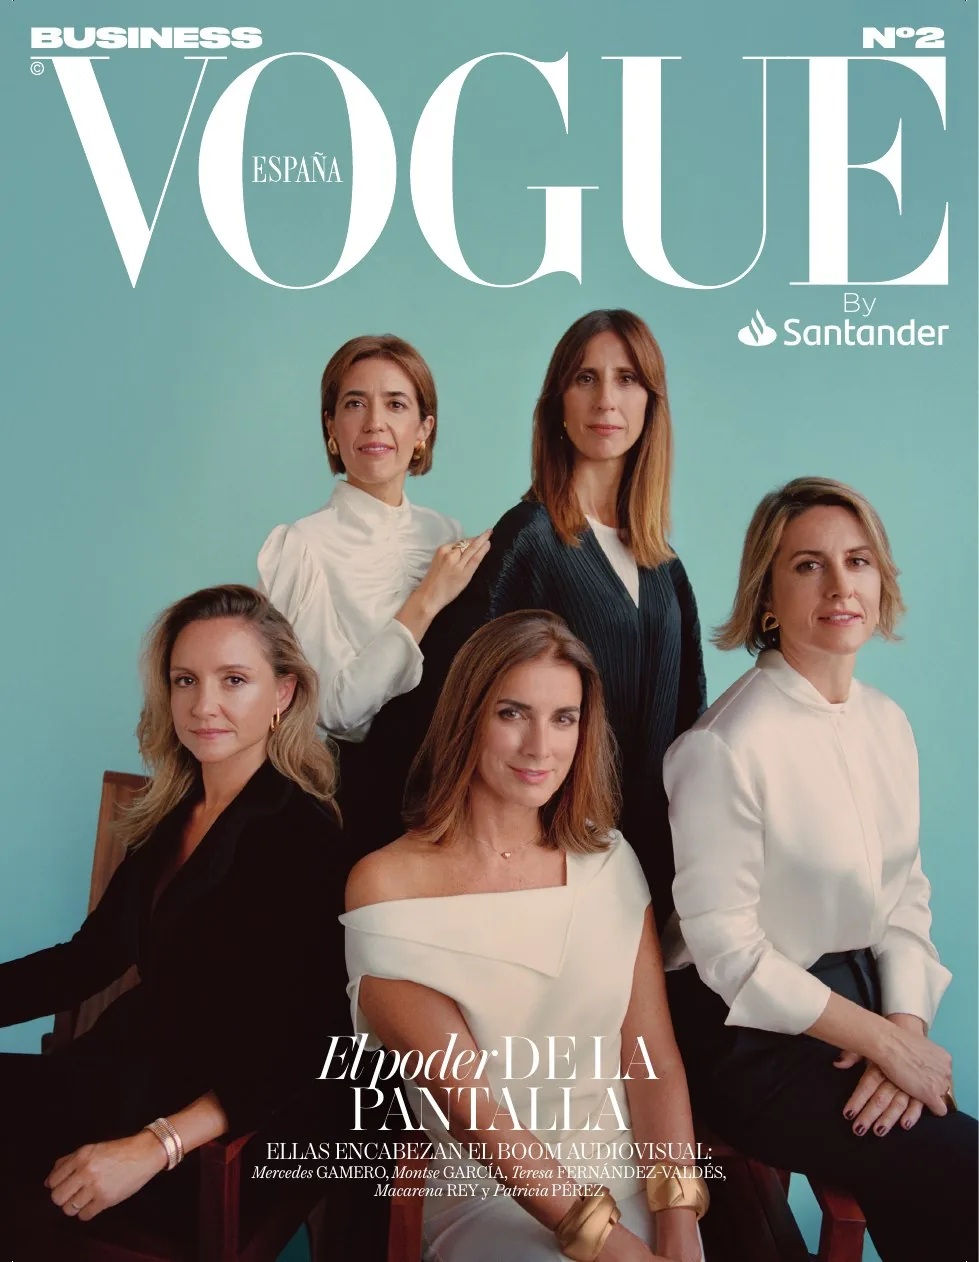 BUSINESS
Nº2
©
VOGUE
ESPAÑA
By
Santander
El poder DE LA
PANTALLA
ELLAS ENCABEZAN EL BOOM AUDIOVISUAL:
Mercedes GAMERO, Montse GARCÍA, Teresa FERNÁNDEZ-VALDÉS,
Macarena REY y Patricia PÉREZ